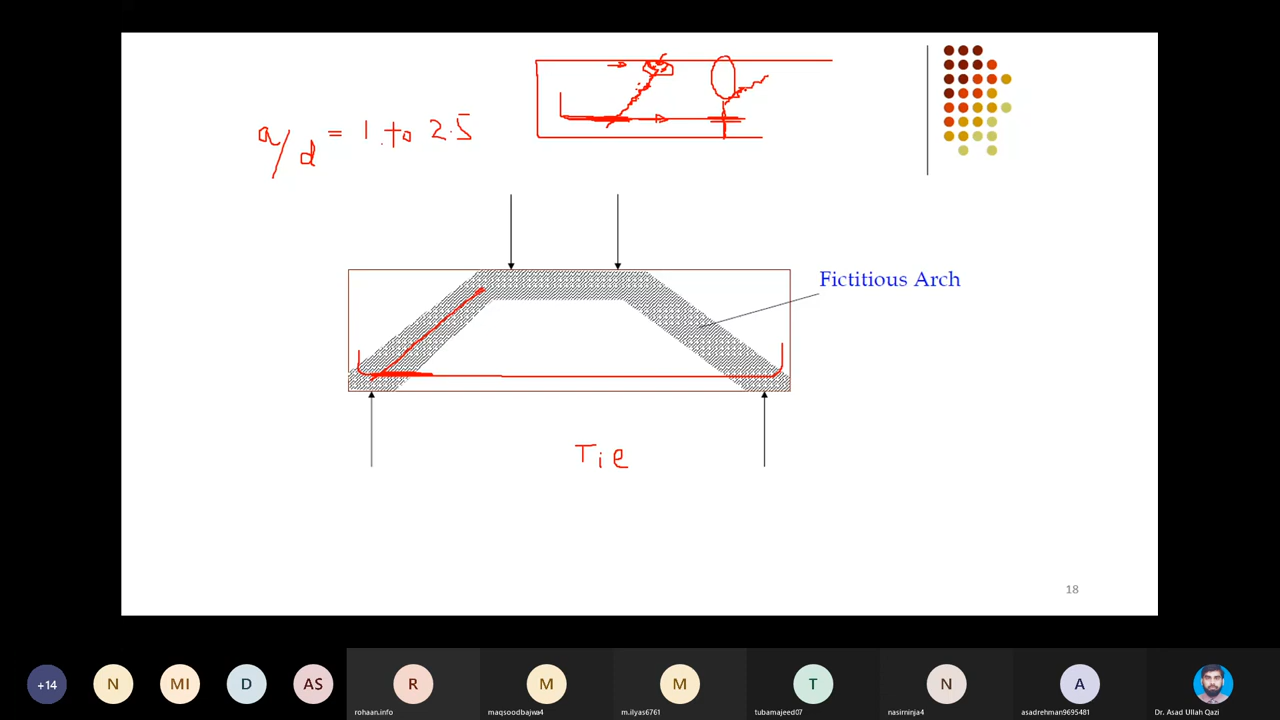 a/d = 1 to 2.5
Fictitious Arch
Tie
18
+14
N
MI
D
AS
R
M
M
T
N
A
rohaan.info
maqsoodbajwa4
m.ilyas6761
tubamajeed07
nasirninja4
asadrehman9695481
Dr. Asad Ullah Qazi